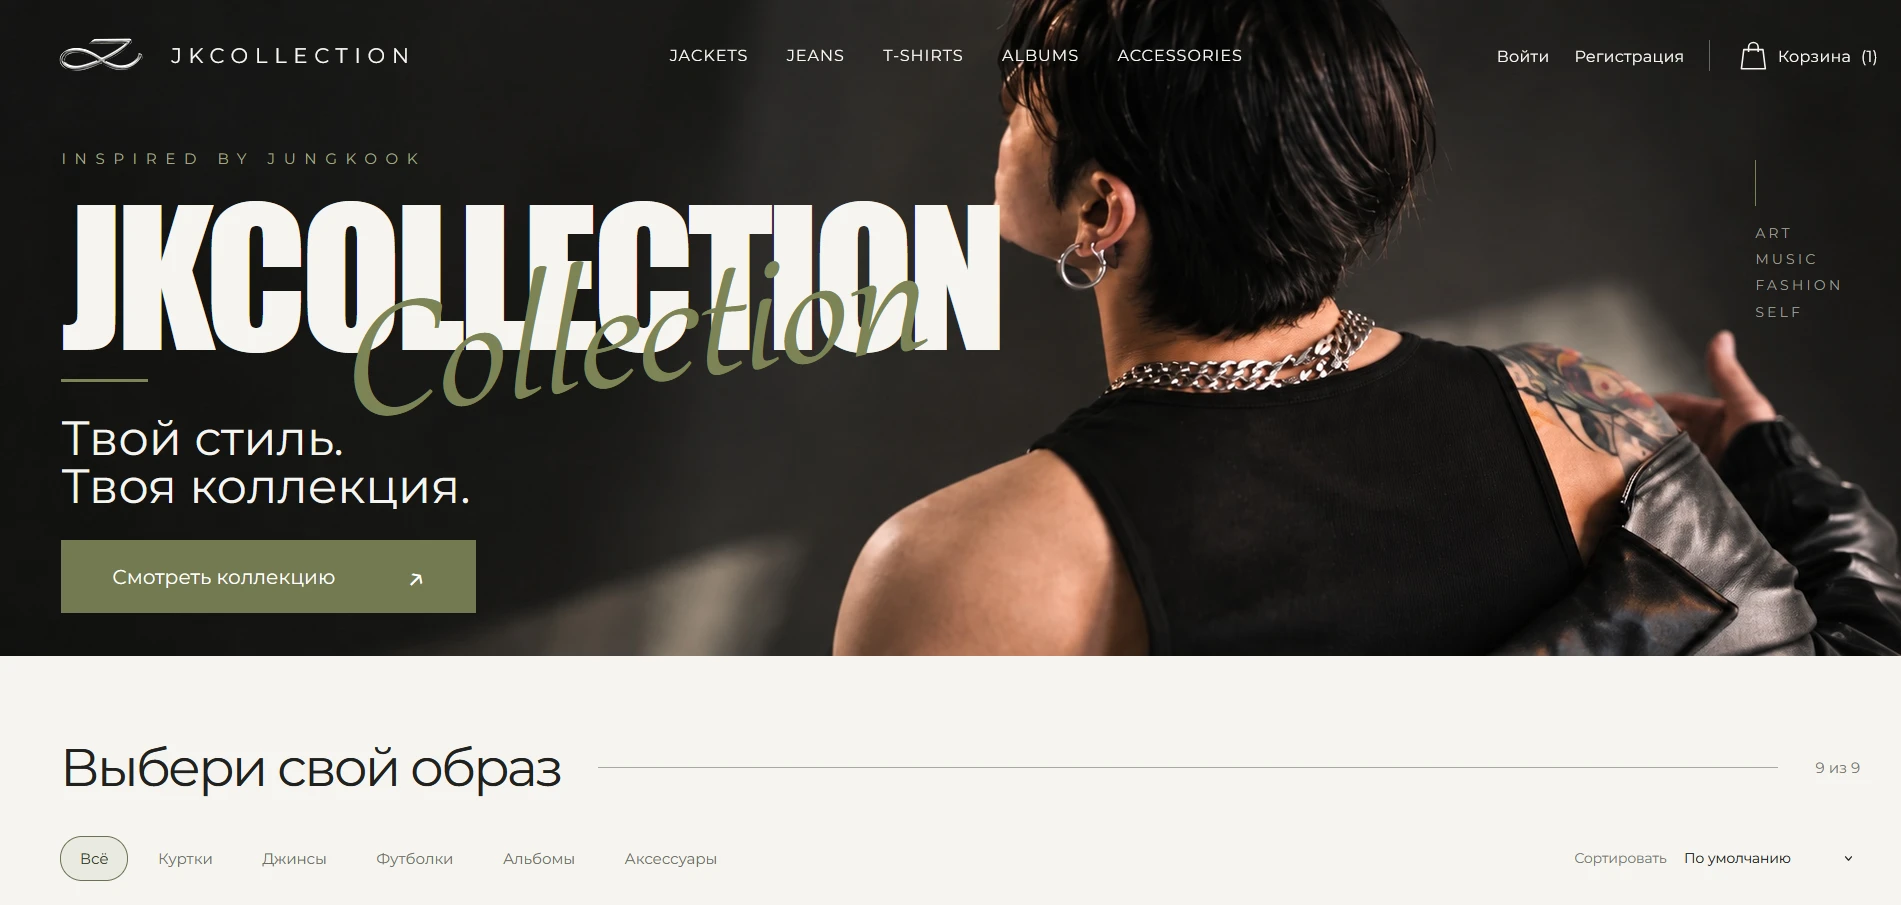 JKCOLLECTION
JACKETS JEANS T-SHIRTS ALBUMS ACCESSORIES
Войти Регистрация Корзина (1)
INSPIRED BY JUNGKOOK
JKCOLLECTION
Collection
ART
MUSIC
FASHION
SELF
Твой стиль.
Твоя коллекция.
Смотреть коллекцию
Выбери свой образ
9 из 9
Всё Куртки Джинсы Футболки Альбомы Аксессуары
Сортировать По умолчанию